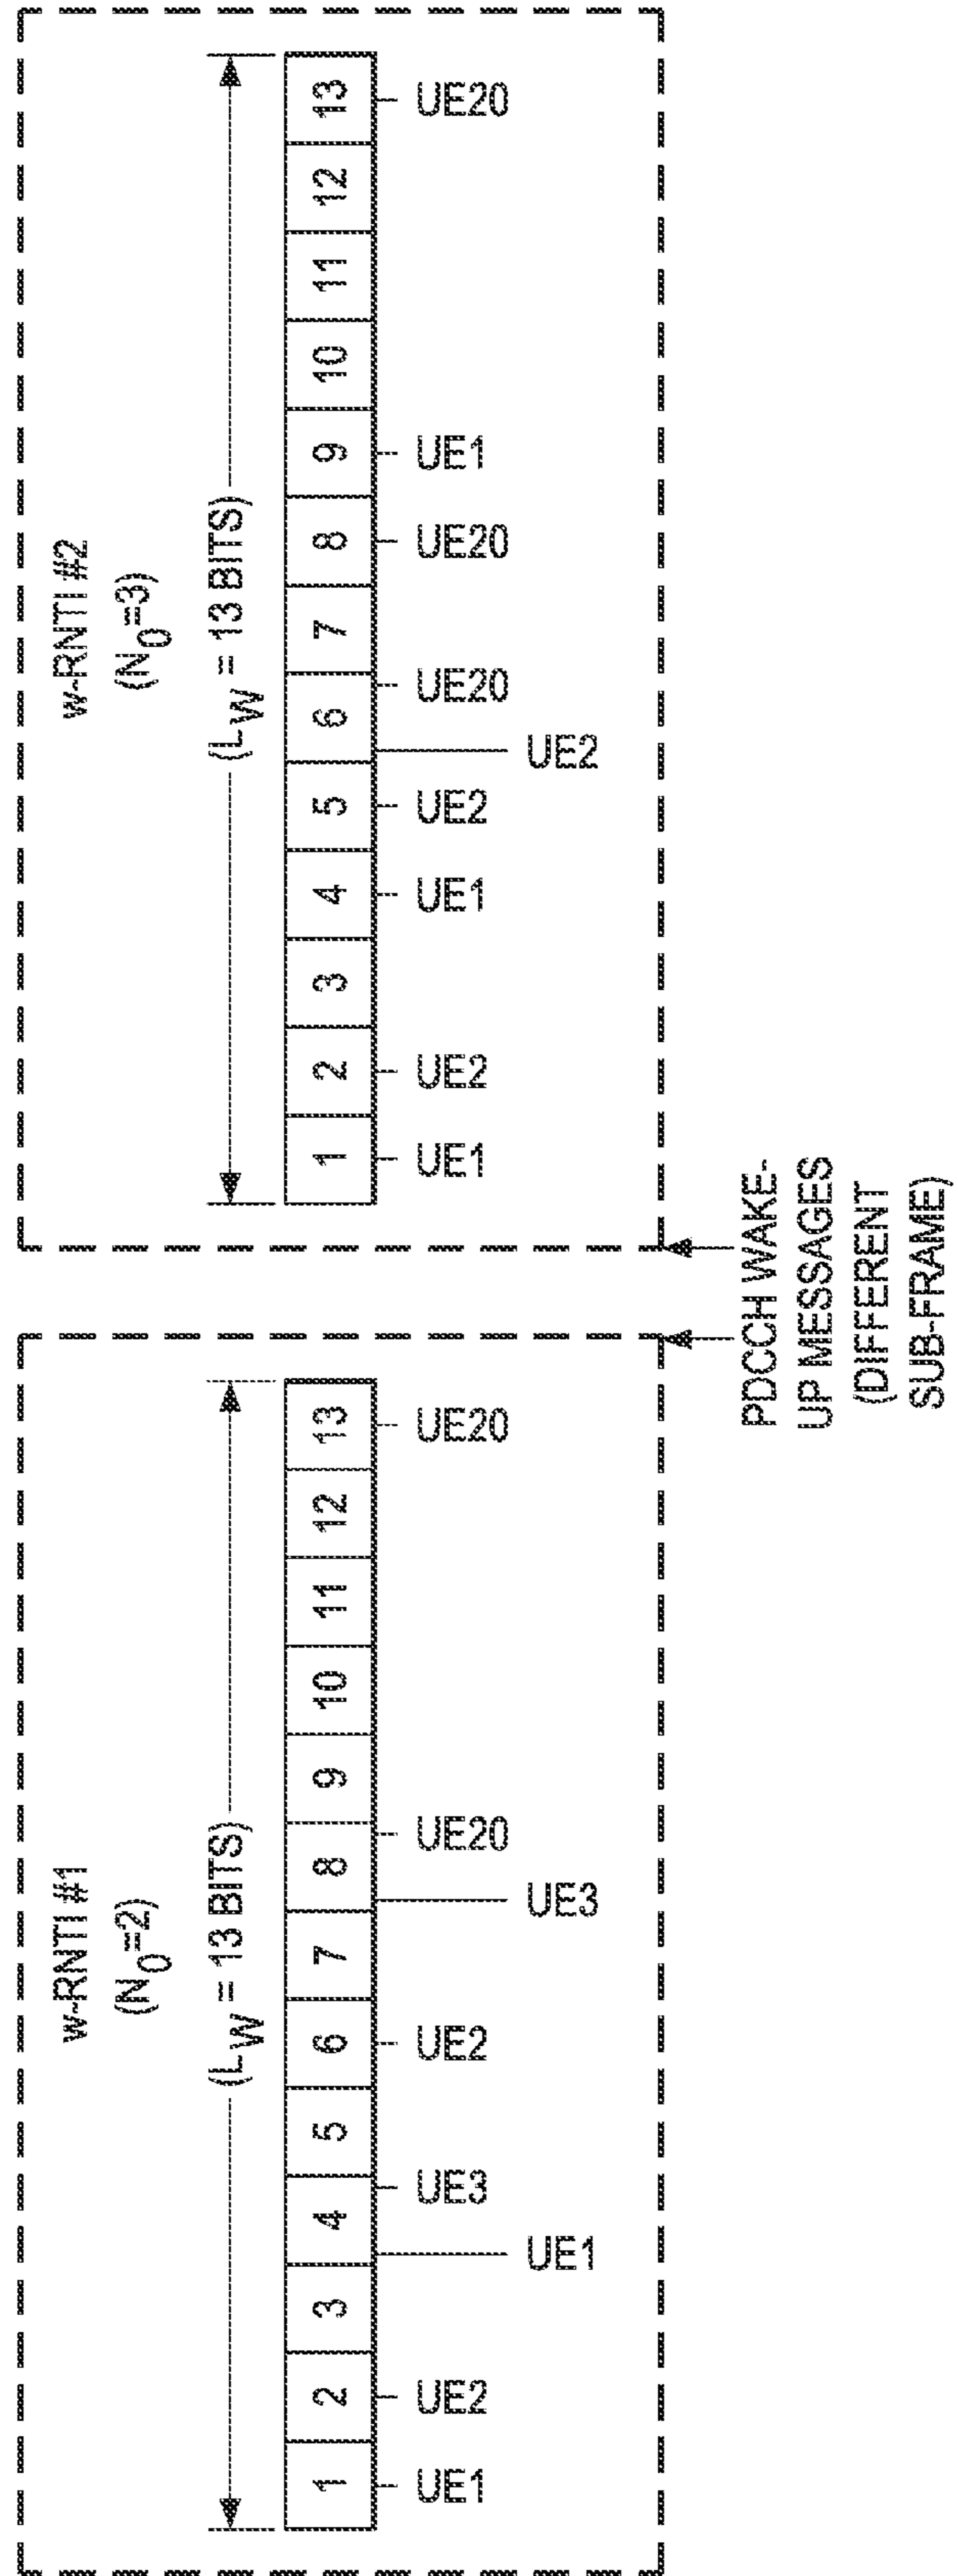 w-RNTI #1
(N0=2)
(LW = 13 BITS)
1 2 3 4 5 6 7 8 9 10 11 12 13
UE1 UE2 UE3 UE2 UE20 UE20
UE1 UE3
w-RNTI #2
(N0=3)
(LW = 13 BITS)
1 2 3 4 5 6 7 8 9 10 11 12 13
UE1 UE2 UE1 UE2 UE20 UE20 UE1 UE20
UE2
PDCCH WAKE-
UP MESSAGES
(DIFFERENT
SUB-FRAME)